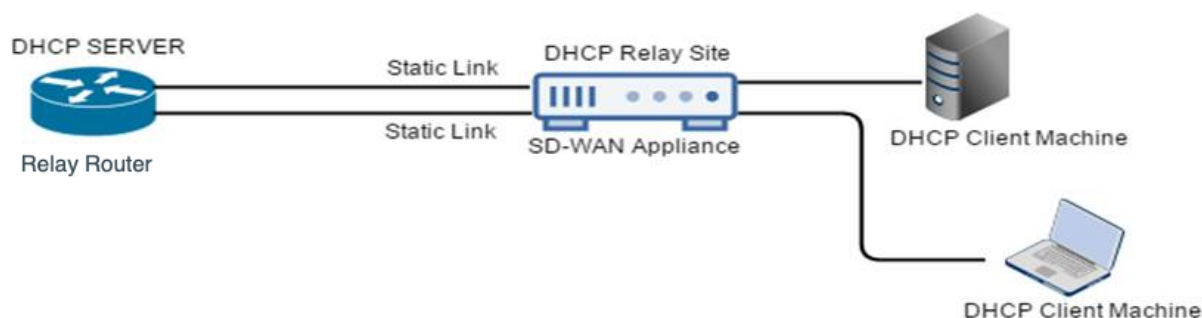 DHCP SERVER
Relay Router
Static Link
Static Link
DHCP Relay Site
SD-WAN Appliance
DHCP Client Machine
DHCP Client Machine